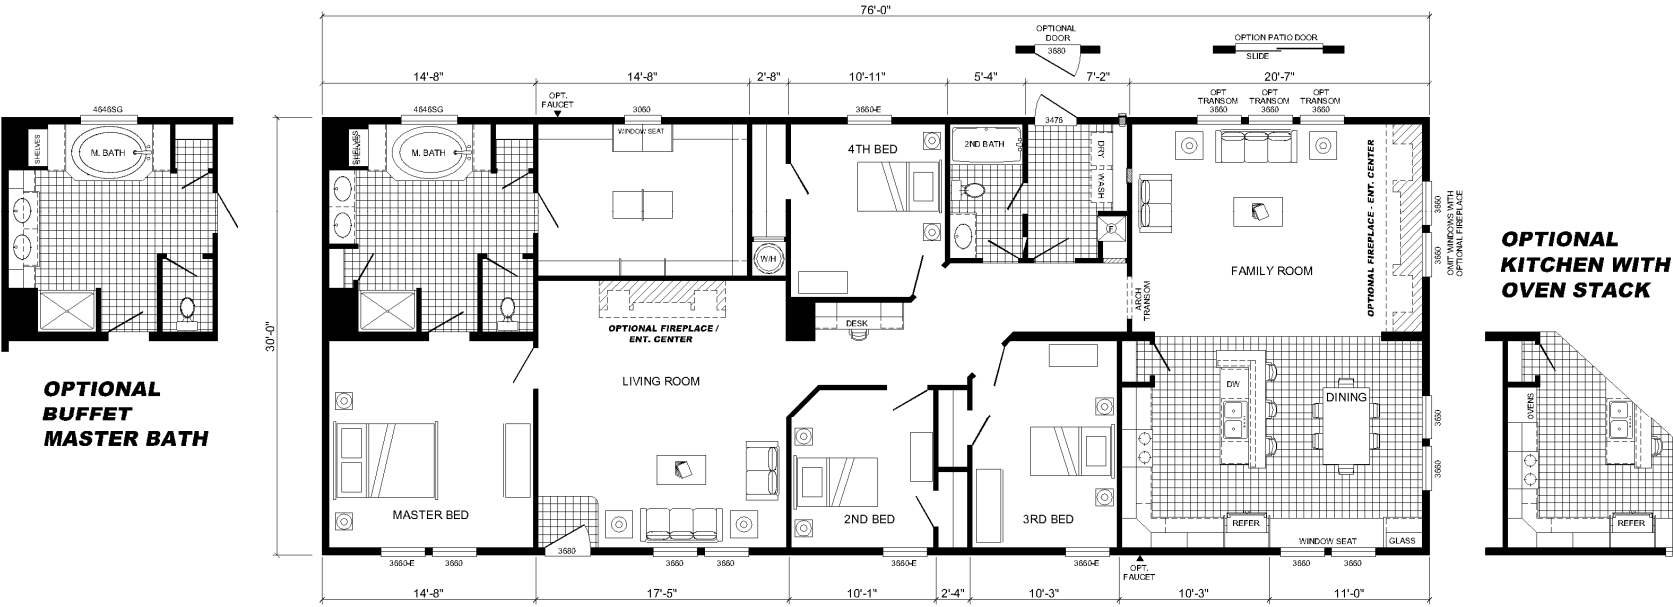 76'-0"
OPTIONAL
DOOR
3680
OPTION PATIO DOOR
SLIDE
14'-8"
14'-8"
2'-8"
10'-11"
5'-4"
7'-2"
20'-7"
4646SG
SHELVES
M. BATH
OPTIONAL
BUFFET
MASTER BATH
30'-0"
4646SG
SHELVES
M. BATH
OPT.
FAUCET
3060
WINDOW SEAT
W/H
3660-E
4TH BED
2ND BATH
3476
DRY
WASH
F
OPT
TRANSOM
3660
OPT
TRANSOM
3660
OPT
TRANSOM
3660
FAMILY ROOM
OPTIONAL FIREPLACE - ENT. CENTER
3660
3660
OMIT WINDOWS WITH
OPTIONAL FIREPLACE
ARCH
TRANSOM
DESK
OPTIONAL FIREPLACE /
ENT. CENTER
LIVING ROOM
MASTER BED
2ND BED
3RD BED
DW
DINING
3660
3660
REFER
WINDOW SEAT
GLASS
3660-E
3660
3680
3660
3660
3660-E
3660-E
OPT.
FAUCET
3660
3660
14'-8"
17'-5"
10'-1"
2'-4"
10'-3"
10'-3"
11'-0"
OPTIONAL
KITCHEN WITH
OVEN STACK
OVENS
REFER